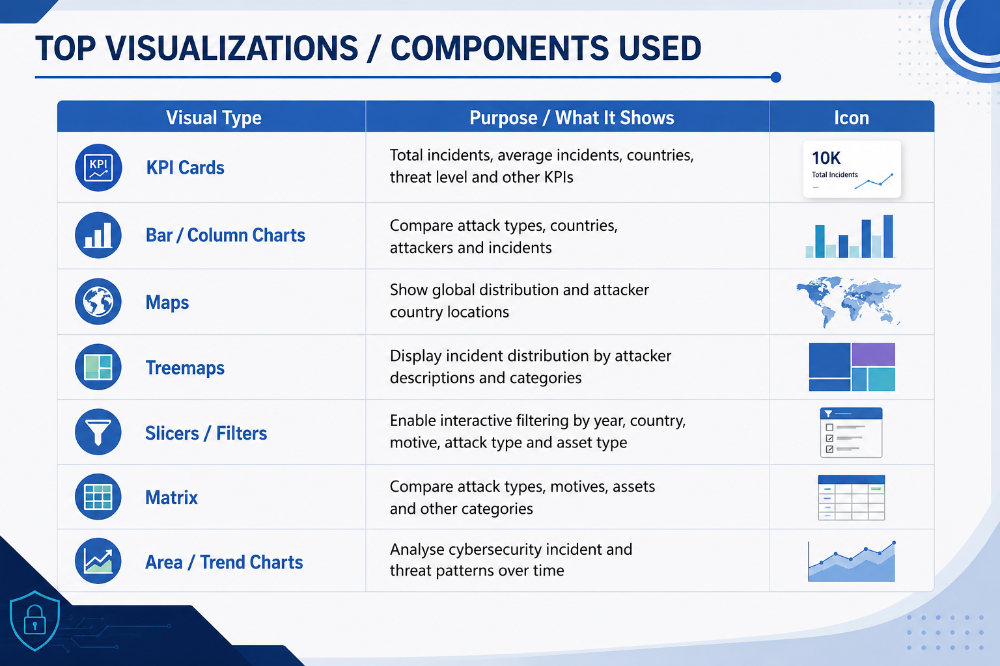 TOP VISUALIZATIONS / COMPONENTS USED
Visual Type
Purpose / What It Shows
Icon
KPI
KPI Cards
Total incidents, average incidents, countries,
threat level and other KPIs
10K
Total Incidents
Bar / Column Charts
Compare attack types, countries,
attackers and incidents
Maps
Show global distribution and attacker
country locations
Treemaps
Display incident distribution by attacker
descriptions and categories
Slicers / Filters
Enable interactive filtering by year, country,
motive, attack type and asset type
Matrix
Compare attack types, motives, assets
and other categories
Area / Trend Charts
Analyse cybersecurity incident and
threat patterns over time